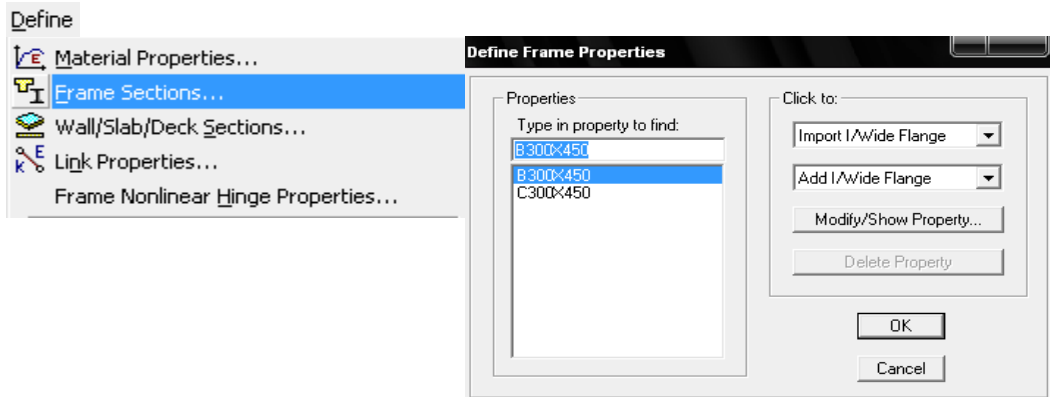 Define
Material Properties...
Frame Sections...
Wall/Slab/Deck Sections...
Link Properties...
Frame Nonlinear Hinge Properties...
Define Frame Properties
Properties
Type in property to find:
B300X450
B300X450
C300X450
Click to:
Import I/Wide Flange
Add I/Wide Flange
Modify/Show Property...
Delete Property
OK
Cancel